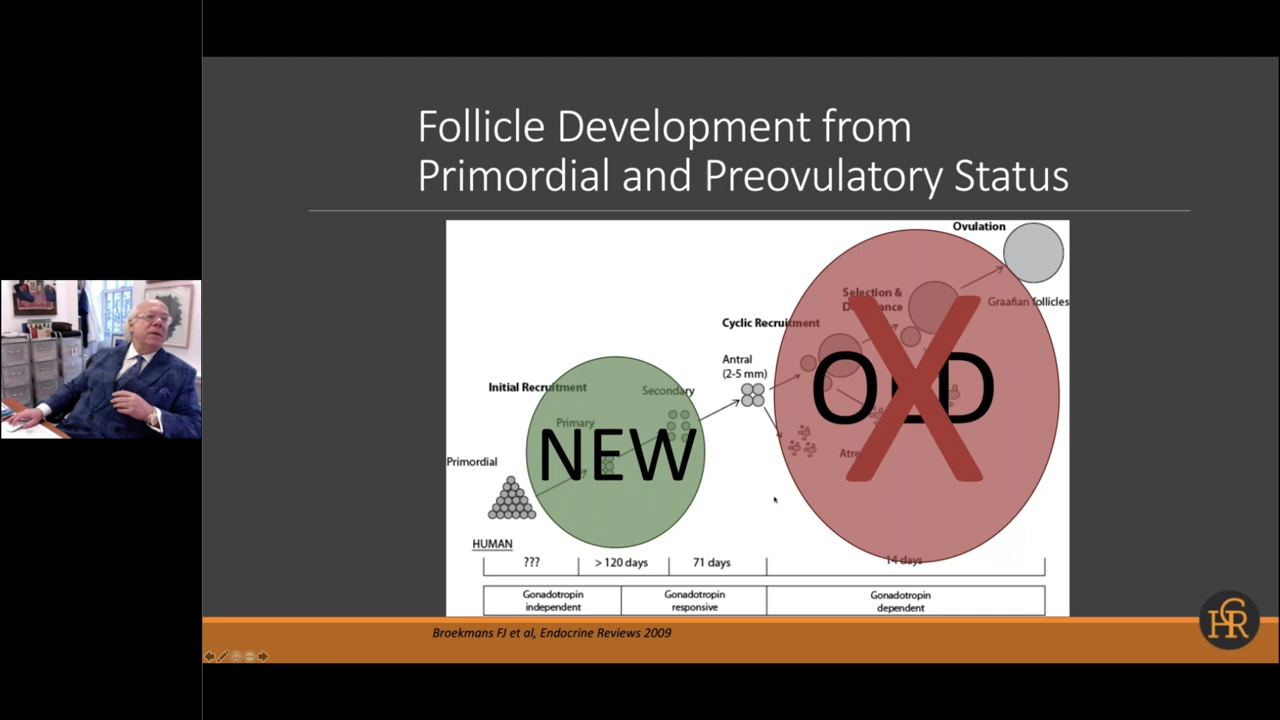 Follicle Development from
Primordial and Preovulatory Status
Ovulation
Selection &
Graafian follicles
Cyclic Recruitment
Antral
(2-5 mm)
OLD
X
Initial Recruitment
Secondary
Primary
NEW
Primordial
HUMAN
???
> 120 days
71 days
14 days
Gonadotropin
independent
Gonadotropin
responsive
Gonadotropin
dependent
Broekmans FJ et al, Endocrine Reviews 2009
CHR